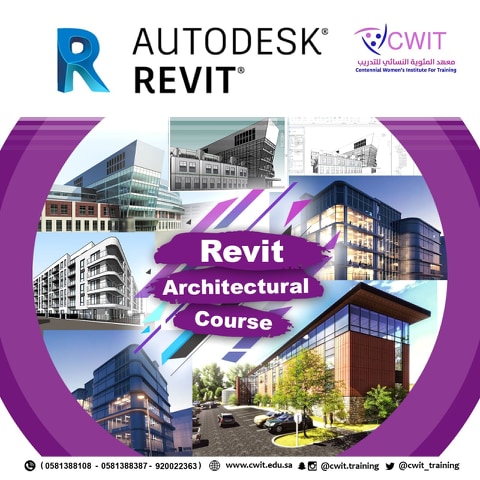 AUTODESK®
REVIT®
CWIT
معهد المئوية النسائي للتدريب
Centennial Women's Institute For Training
Revit
Architectural
Course
( 0581388108 - 0581388387 - 920022363 ) www.cwit.edu.sa @cwit.training @cwit_training